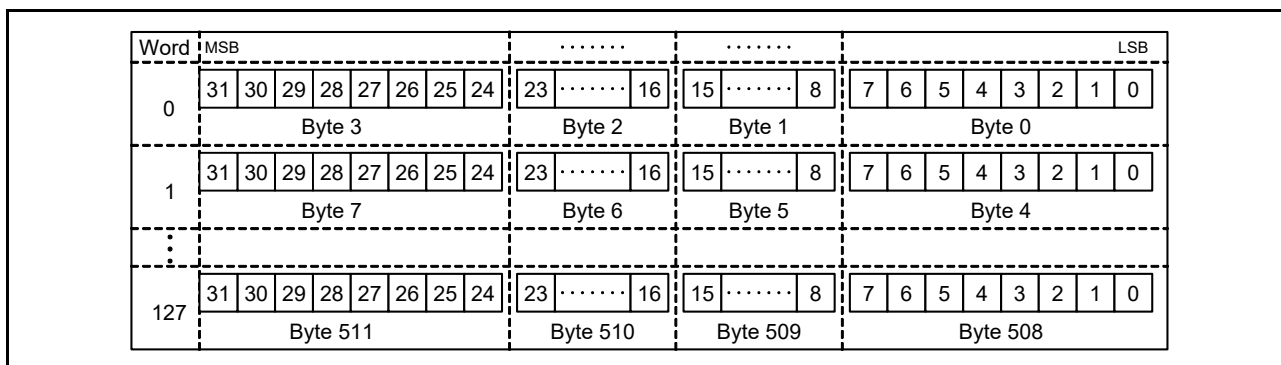 Word MSB ······· ······· LSB
0 31 30 29 28 27 26 25 24 23 ······· 16 15 ······· 8 7 6 5 4 3 2 1 0
Byte 3 Byte 2 Byte 1 Byte 0
1 31 30 29 28 27 26 25 24 23 ······· 16 15 ······· 8 7 6 5 4 3 2 1 0
Byte 7 Byte 6 Byte 5 Byte 4
⋮
127 31 30 29 28 27 26 25 24 23 ······· 16 15 ······· 8 7 6 5 4 3 2 1 0
Byte 511 Byte 510 Byte 509 Byte 508